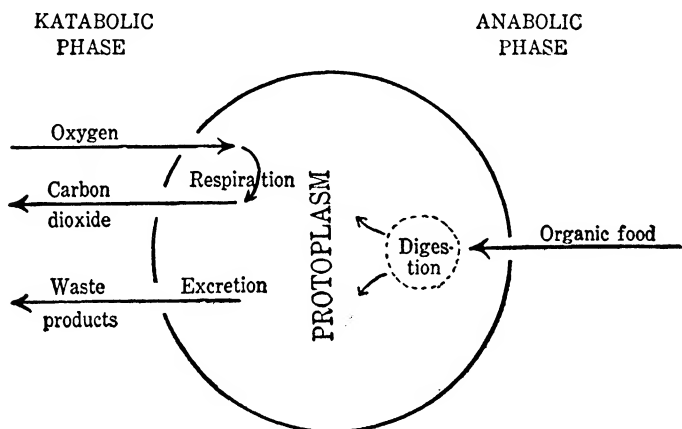 KATABOLIC
PHASE
ANABOLIC
PHASE
Oxygen
Respiration
Carbon
dioxide
PROTOPLASM
Diges-
tion
Organic food
Waste
products
Excretion